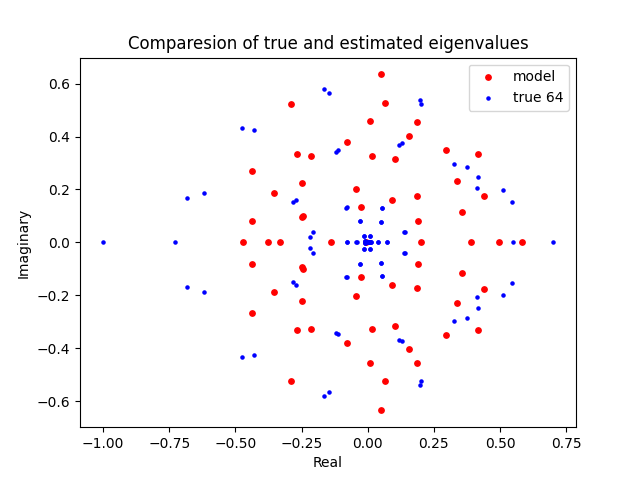 Comparesion of true and estimated eigenvalues
model
true 64
0.6
0.4
0.2
0.0
−0.2
−0.4
−0.6
Imaginary
−1.00 −0.75 −0.50 −0.25 0.00 0.25 0.50 0.75
Real